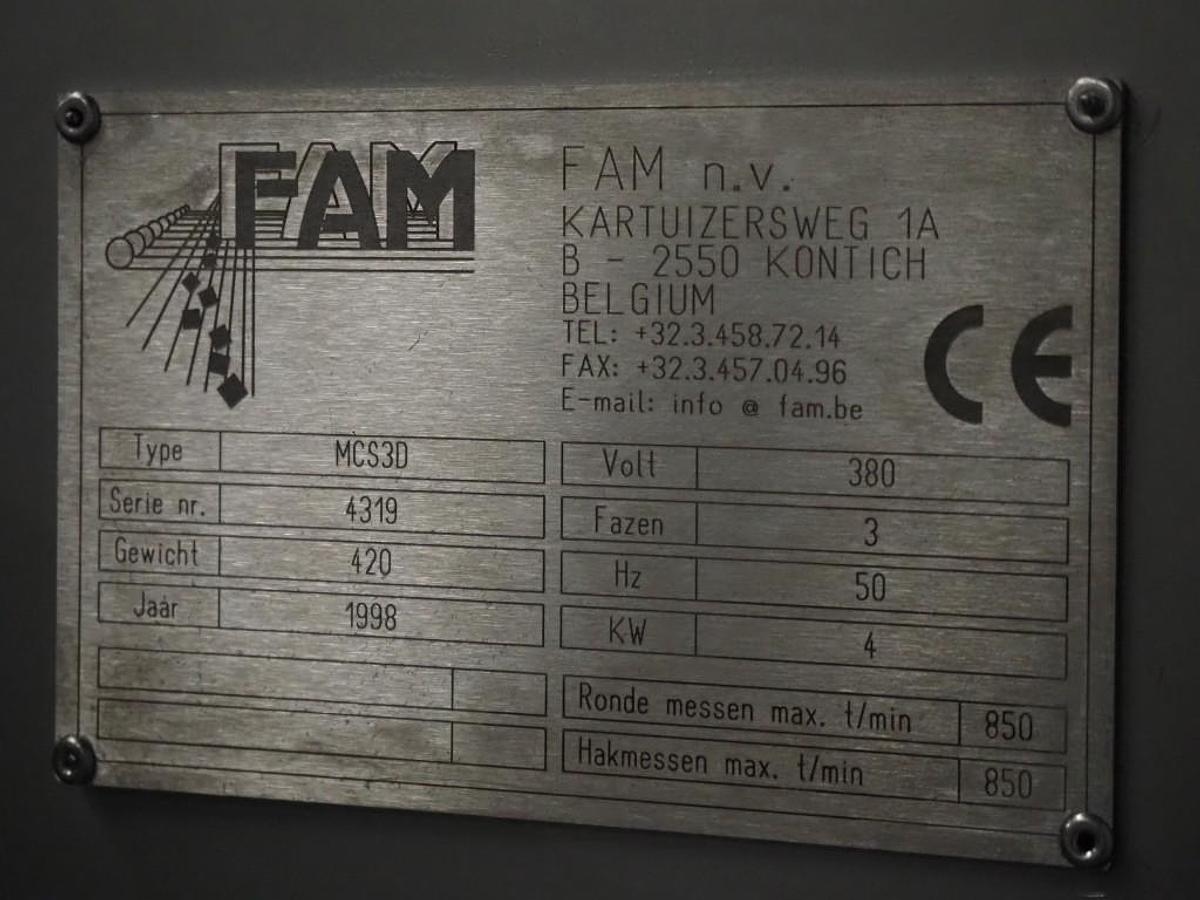 FAM
FAM n.v.
KARTUIZERSWEG 1A
B - 2550 KONTICH
BELGIUM
TEL: +32.3.458.72.14
FAX: +32.3.457.04.96
E-mail: info @ fam.be
CE
Type MCS3D
Serie nr. 4319
Gewicht 420
Jaar 1998
Volt 380
Fazen 3
Hz 50
KW 4
Ronde messen max. t/min 850
Hakmessen max. t/min 850